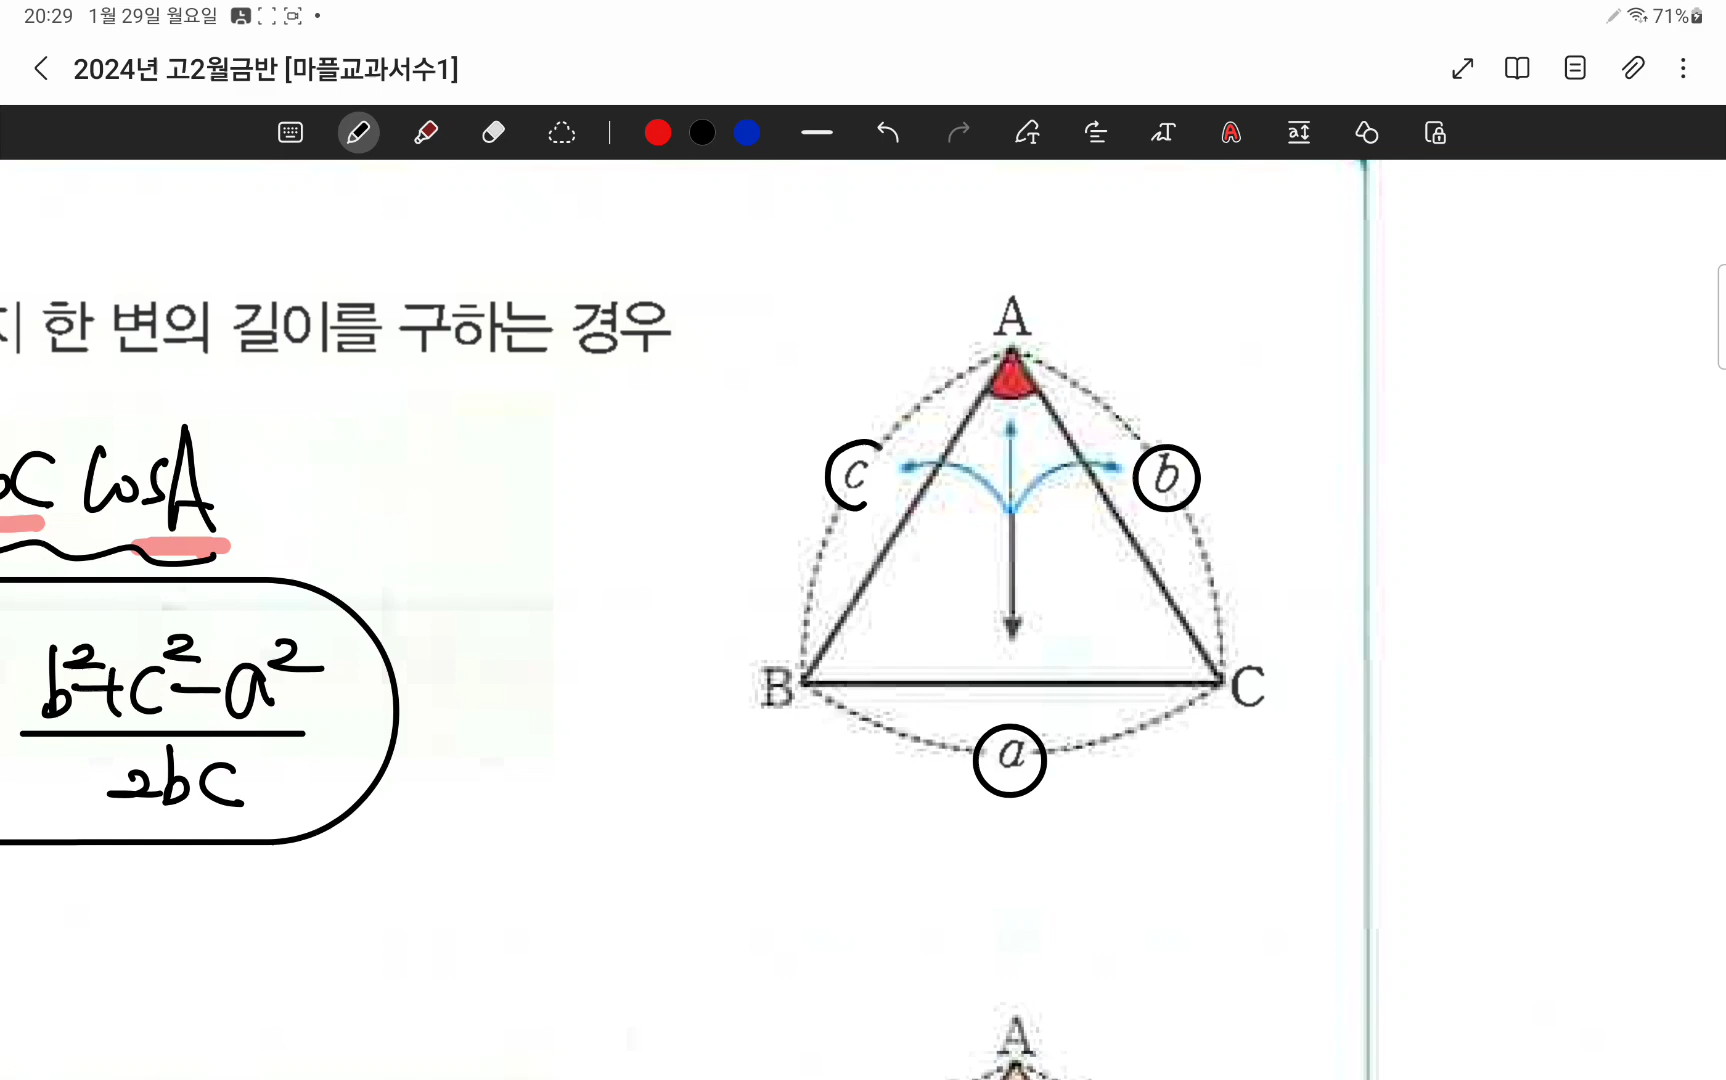 20:29 1월 29일 월요일
71%
2024년 고2월금반 [마플교과서수1]
한 변의 길이를 구하는 경우
A
c
b
C cosA
b²+c²-a²
2bc
B
C
a
A